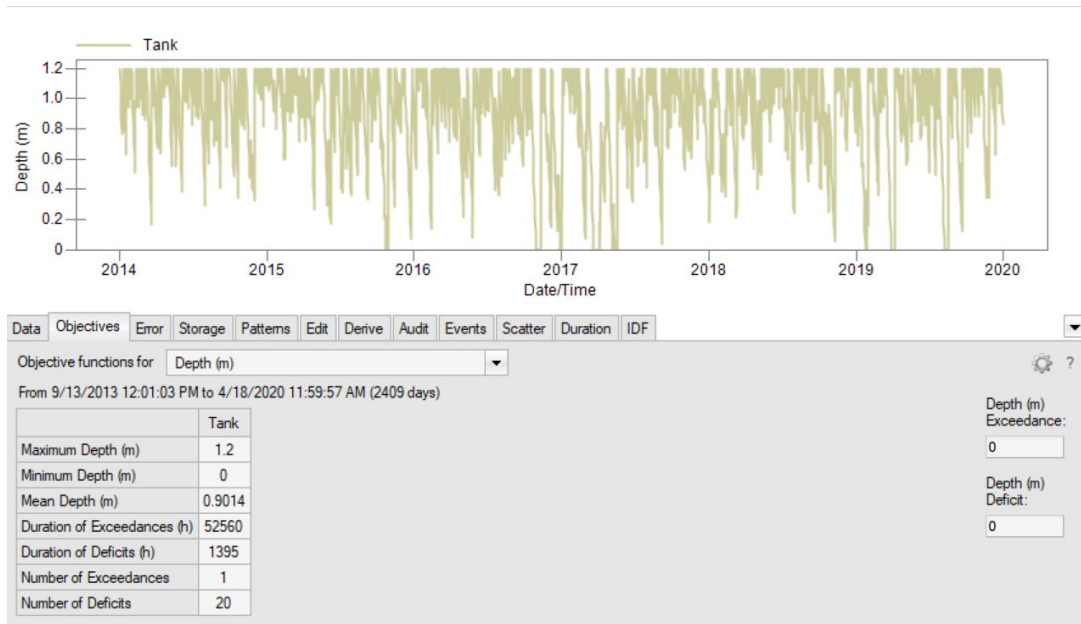 Tank
1.2
1.0
0.8
0.6
0.4
0.2
0
Depth (m)
2014 2015 2016 2017 2018 2019 2020
Date/Time
Data Objectives Error Storage Patterns Edit Derive Audit Events Scatter Duration IDF
Objective functions for Depth (m)
?
From 9/13/2013 12:01:03 PM to 4/18/2020 11:59:57 AM (2409 days)
Tank
Maximum Depth (m) 1.2
Minimum Depth (m) 0
Mean Depth (m) 0.9014
Duration of Exceedances (h) 52560
Duration of Deficits (h) 1395
Number of Exceedances 1
Number of Deficits 20
Depth (m)
Exceedance:
0
Depth (m)
Deficit:
0